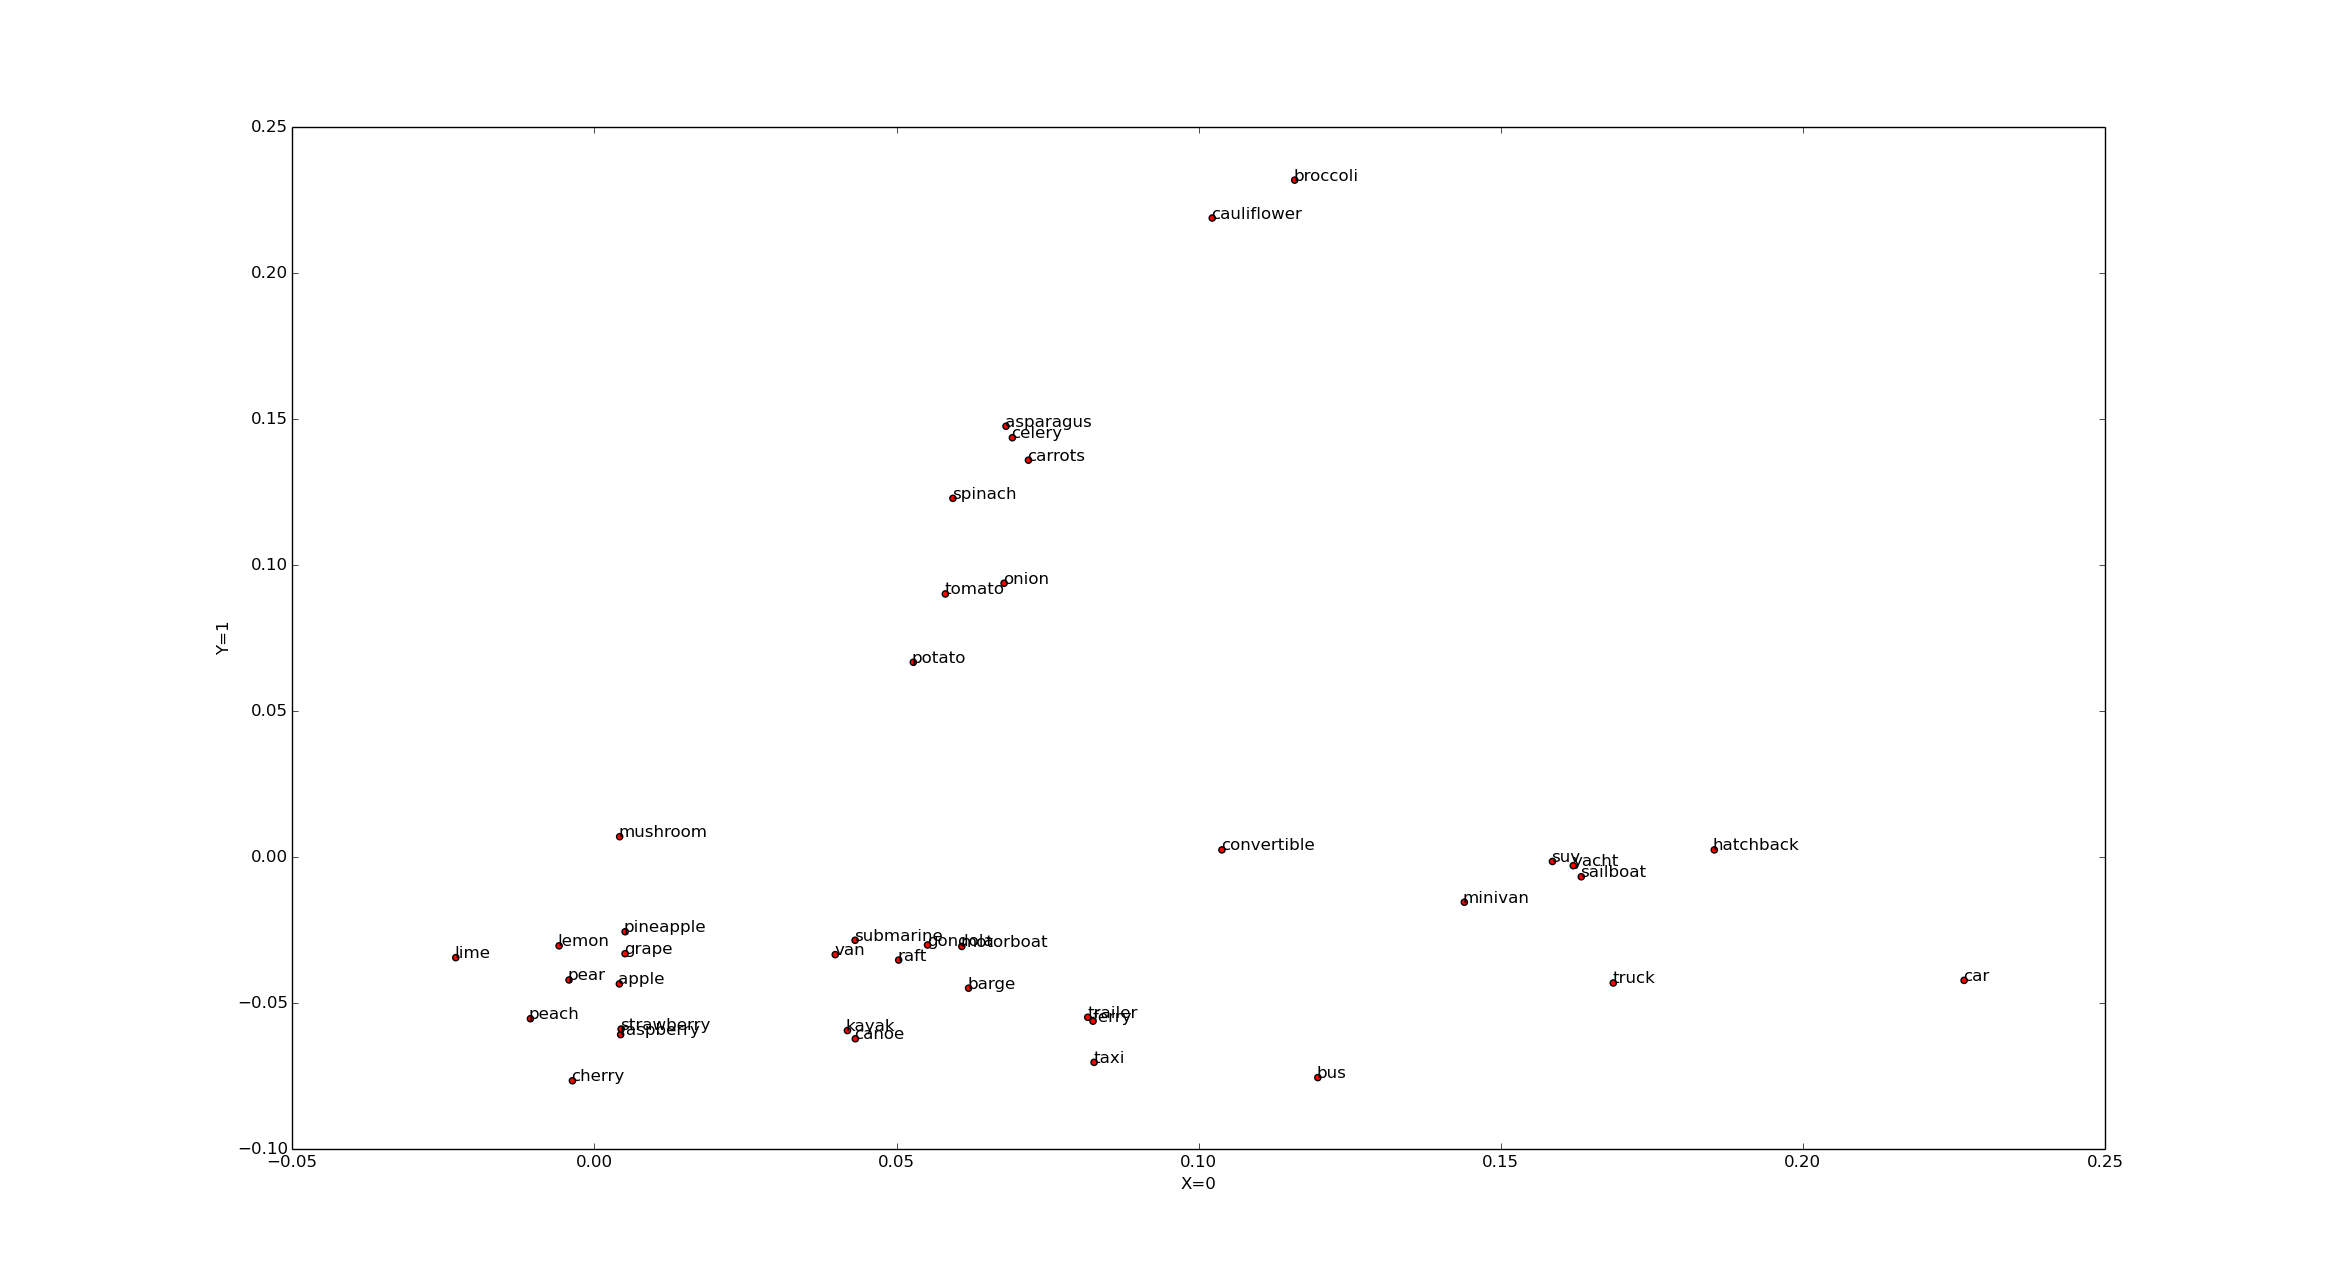 0.25
broccoli
cauliflower
0.20
0.15
asparagus
celery
carrots
spinach
0.10
onion
tomato
Y=1
potato
0.05
mushroom
0.00
convertible
hatchback
suv
yacht
sailboat
minivan
pineapple
lemon
grape
lime
submarine
gondola
motorboat
van
raft
pear
apple
barge
truck
car
−0.05
peach
strawberry
raspberry
kayak
canoe
trailer
ferry
taxi
cherry
bus
−0.10
−0.05 0.00 0.05 0.10 0.15 0.20 0.25
X=0